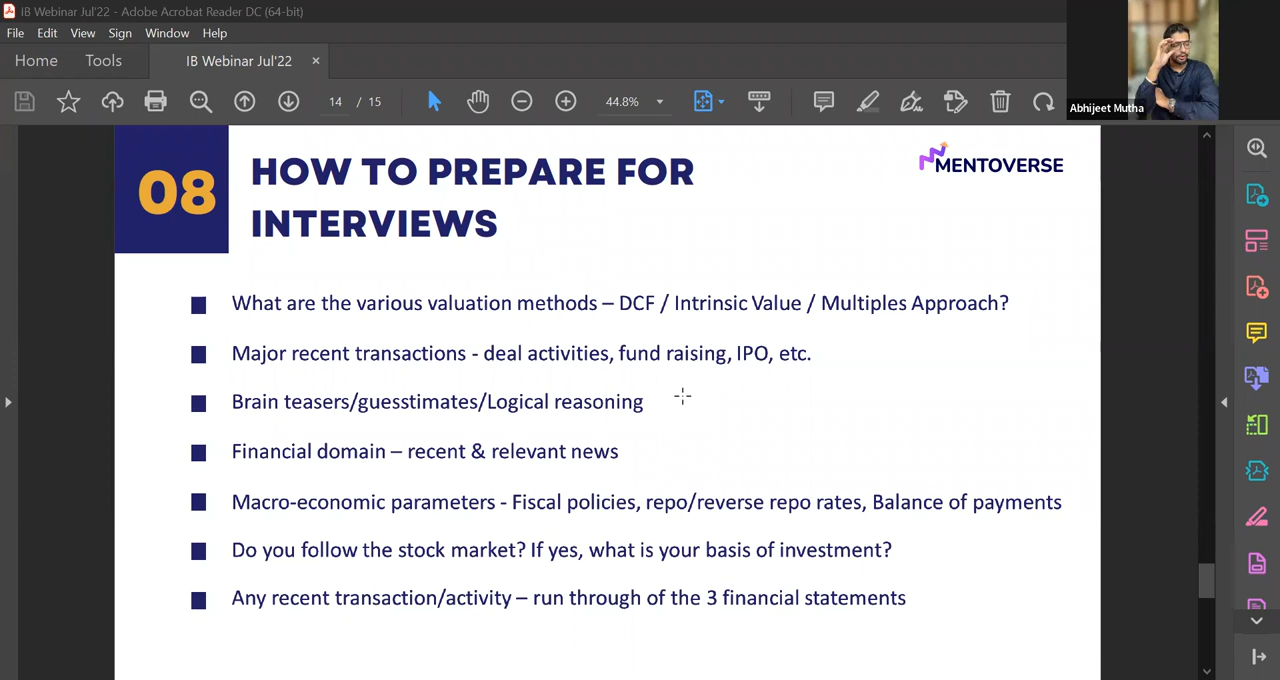 IB Webinar Jul'22 - Adobe Acrobat Reader DC (64-bit)
File Edit View Sign Window Help
Home Tools IB Webinar Jul'22 ×
14 / 15 44.8%
Abhijeet Mutha
08
HOW TO PREPARE FOR
INTERVIEWS
MENTOVERSE
What are the various valuation methods – DCF / Intrinsic Value / Multiples Approach?
Major recent transactions - deal activities, fund raising, IPO, etc.
Brain teasers/guesstimates/Logical reasoning
Financial domain – recent & relevant news
Macro-economic parameters - Fiscal policies, repo/reverse repo rates, Balance of payments
Do you follow the stock market? If yes, what is your basis of investment?
Any recent transaction/activity – run through of the 3 financial statements